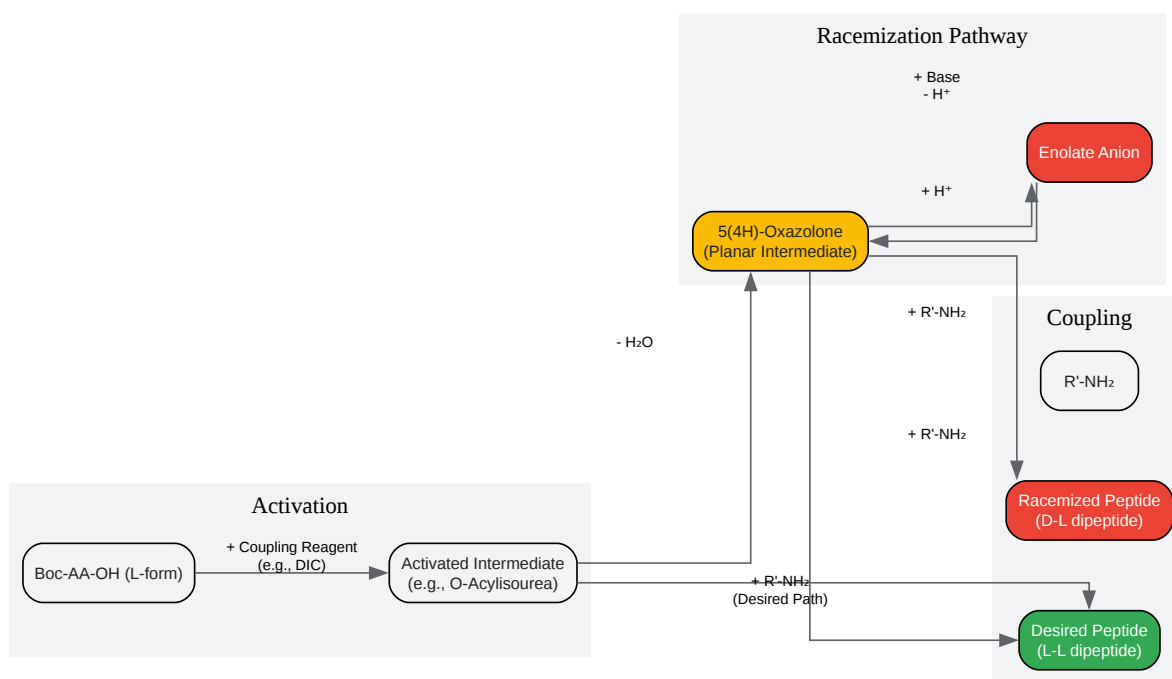 Racemization Pathway
+ Base
- H⁺
Enolate Anion
+ H⁺
5(4H)-Oxazolone
(Planar Intermediate)
+ R'-NH₂
Coupling
- H₂O
R'-NH₂
+ R'-NH₂
Racemized Peptide
(D-L dipeptide)
Activation
+ Coupling Reagent
(e.g., DIC)
Boc-AA-OH (L-form)
Activated Intermediate
(e.g., O-Acylisourea)
+ R'-NH₂
(Desired Path)
Desired Peptide
(L-L dipeptide)